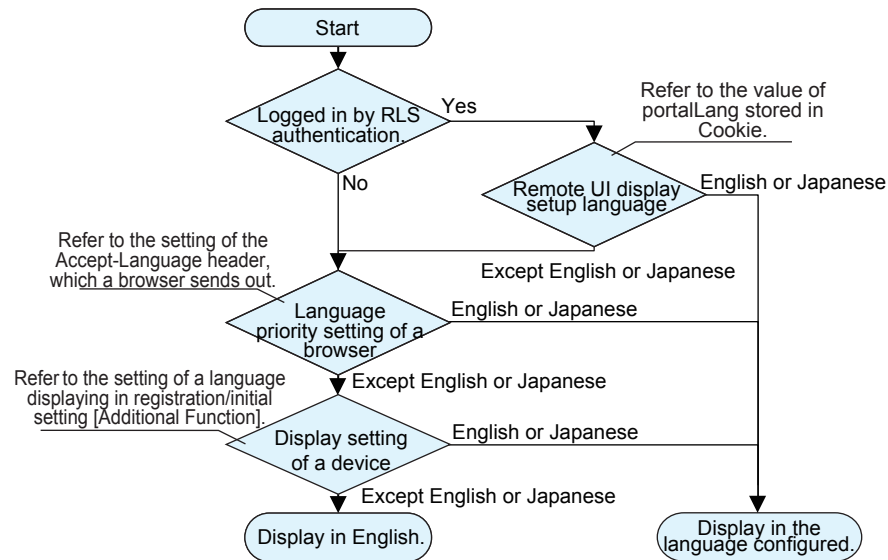 Start
Logged in by RLS
authentication.
Yes
Refer to the value of
portalLang stored in
Cookie.
No
Remote UI display
setup language
English or Japanese
Refer to the setting of the
Accept-Language header,
which a browser sends out.
Except English or Japanese
Language
priority setting of a
browser
English or Japanese
Refer to the setting of a language
displaying in registration/initial
setting [Additional Function].
Except English or Japanese
Display setting
of a device
English or Japanese
Except English or Japanese
Display in English.
Display in the
language configured.